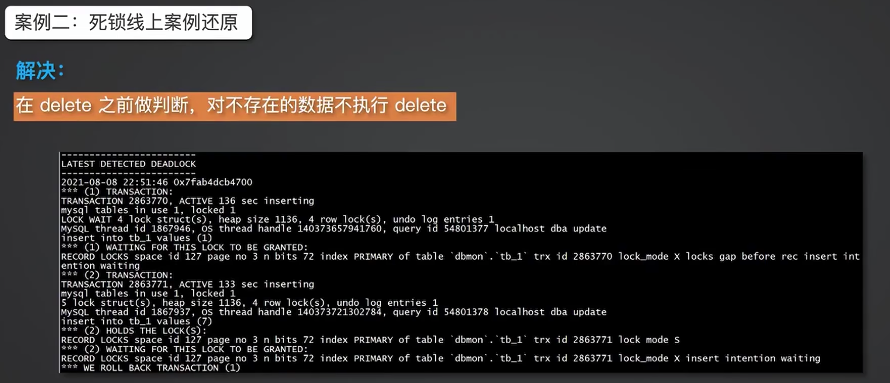 案例二：死锁线上案例还原
解决：
在 delete 之前做判断，对不存在的数据不执行 delete
------------------------
LATEST DETECTED DEADLOCK
------------------------
2021-08-08 22:51:46 0x7fab4dcb4700
*** (1) TRANSACTION:
TRANSACTION 2863770, ACTIVE 136 sec inserting
mysql tables in use 1, locked 1
LOCK WAIT 4 lock struct(s), heap size 1136, 4 row lock(s), undo log entries 1
MySQL thread id 1867946, OS thread handle 140373657941760, query id 54801377 localhost dba update
insert into tb_1 values (1)
*** (1) WAITING FOR THIS LOCK TO BE GRANTED:
RECORD LOCKS space id 127 page no 3 n bits 72 index PRIMARY of table `dbmon`.`tb_1` trx id 2863770 lock_mode X locks gap before rec insert int
ention waiting
*** (2) TRANSACTION:
TRANSACTION 2863771, ACTIVE 133 sec inserting
mysql tables in use 1, locked 1
5 lock struct(s), heap size 1136, 4 row lock(s), undo log entries 1
MySQL thread id 1867937, OS thread handle 140373721302784, query id 54801378 localhost dba update
insert into tb_1 values (7)
*** (2) HOLDS THE LOCK(S):
RECORD LOCKS space id 127 page no 3 n bits 72 index PRIMARY of table `dbmon`.`tb_1` trx id 2863771 lock mode S
*** (2) WAITING FOR THIS LOCK TO BE GRANTED:
RECORD LOCKS space id 127 page no 3 n bits 72 index PRIMARY of table `dbmon`.`tb_1` trx id 2863771 lock_mode X insert intention waiting
*** WE ROLL BACK TRANSACTION (1)